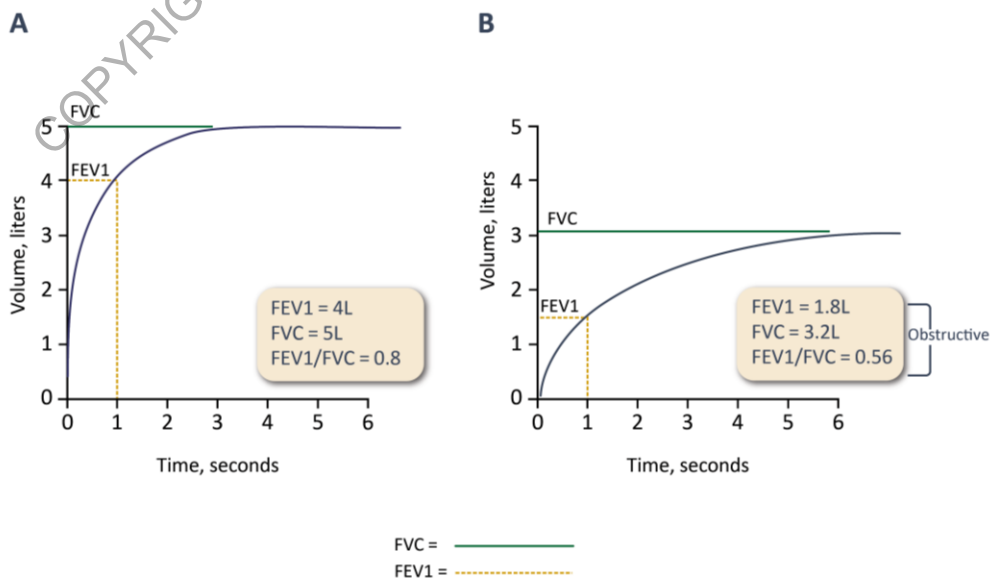 A
COPYRIG
FVC
FEV1
5
4
3
2
1
0
Volume, liters
0 1 2 3 4 5 6
Time, seconds
FEV1 = 4L
FVC = 5L
FEV1/FVC = 0.8
B
FVC
FEV1
5
4
3
2
1
0
Volume, liters
0 1 2 3 4 5 6
Time, seconds
FEV1 = 1.8L
FVC = 3.2L
FEV1/FVC = 0.56
Obstructive
FVC =
FEV1 =